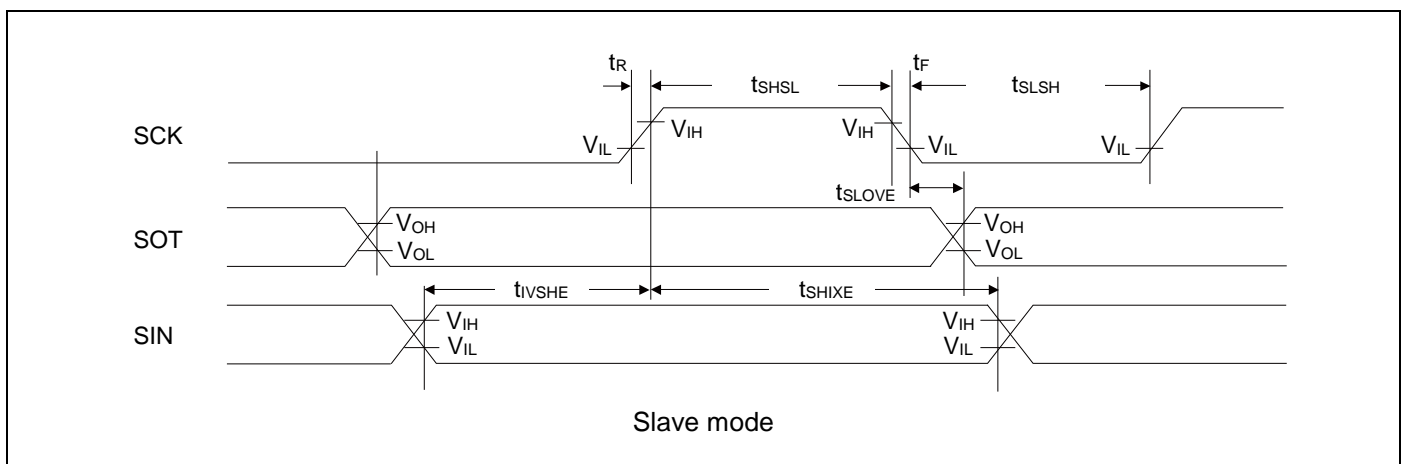 tR tSHSL tF tSLSH
SCK VIL VIH VIH VIL VIL
tSLOVE
SOT VOH VOL VOH VOL
tIVSHE tSHIXE
SIN VIH VIL VIH VIL
Slave mode